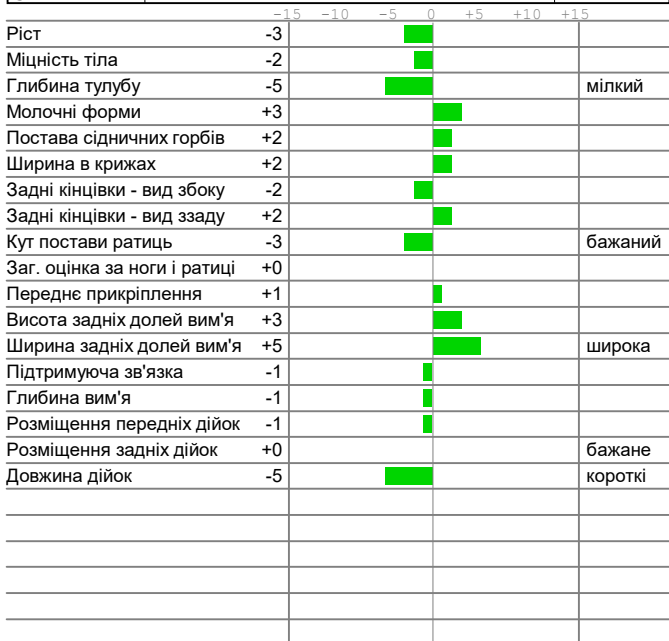 -15 -10 -5 0 +5 +10 +15
Ріст -3
Міцність тіла -2
Глибина тулубу -5 мілкий
Молочні форми +3
Постава сідничних горбів +2
Ширина в крижах +2
Задні кінцівки - вид збоку -2
Задні кінцівки - вид ззаду +2
Кут постави ратиць -3 бажаний
Заг. оцінка за ноги і ратиці +0
Переднє прикріплення +1
Висота задніх долей вим'я +3
Ширина задніх долей вим'я +5 широка
Підтримуюча зв'язка -1
Глибина вим'я -1
Розміщення передніх дійок -1
Розміщення задніх дійок +0 бажане
Довжина дійок -5 короткі